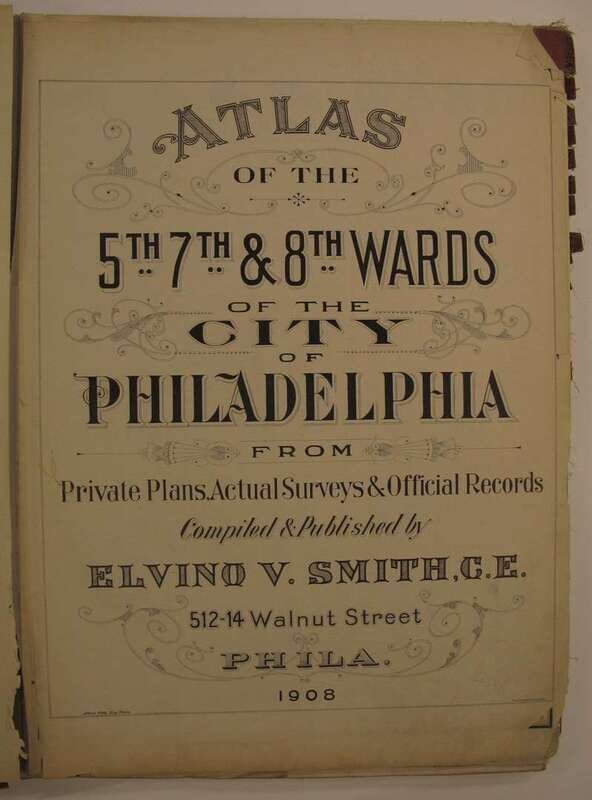 ATLAS
OF THE
5TH 7TH & 8TH WARDS
OF THE
CITY
OF
PHILADELPHIA
FROM
Private Plans, Actual Surveys & Official Records
Compiled & Published by
ELVINO V. SMITH, C.E.
512-14 Walnut Street
PHILA.
1908